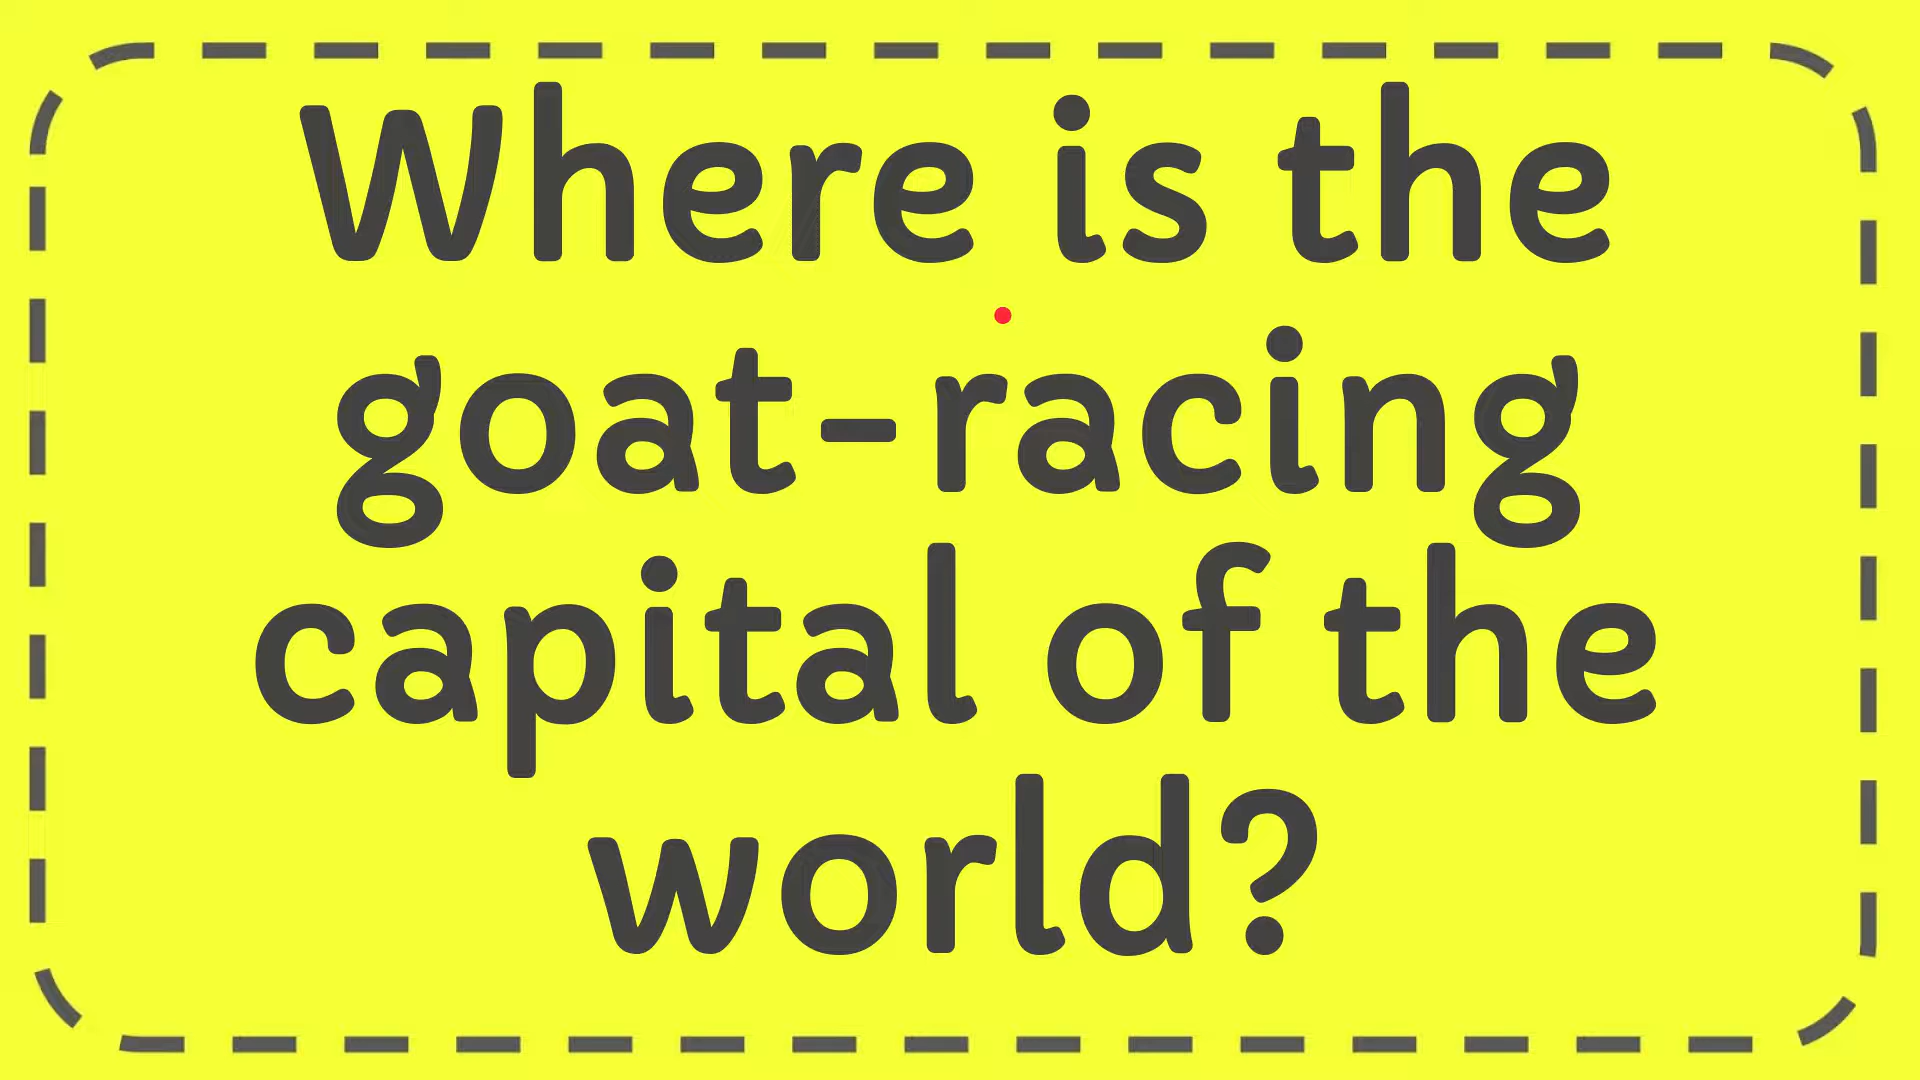 Where is the
goat-racing
capital of the
world?